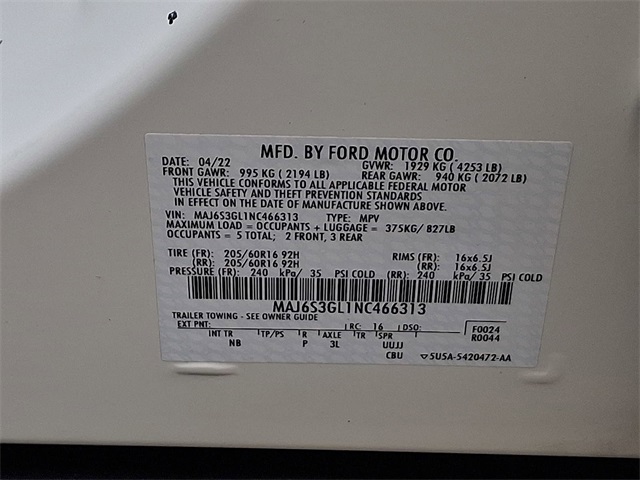 MFD. BY FORD MOTOR CO.
DATE: 04/22 GVWR: 1929 KG ( 4253 LB)
FRONT GAWR: 995 KG ( 2194 LB) REAR GAWR: 940 KG ( 2072 LB)
THIS VEHICLE CONFORMS TO ALL APPLICABLE FEDERAL MOTOR
VEHICLE SAFETY AND THEFT PREVENTION STANDARDS
IN EFFECT ON THE DATE OF MANUFACTURE SHOWN ABOVE.
VIN: MAJ6S3GL1NC466313 TYPE: MPV
MAXIMUM LOAD = OCCUPANTS + LUGGAGE = 375KG/ 827LB
OCCUPANTS = 5 TOTAL; 2 FRONT, 3 REAR
TIRE (FR): 205/60R16 92H RIMS (FR): 16x6.5J
(RR): 205/60R16 92H (RR): 16x6.5J
PRESSURE (FR): 240 kPa/ 35 PSI COLD (RR): 240 kPa/ 35 PSI COLD
MAJ6S3GL1NC466313
TRAILER TOWING - SEE OWNER GUIDE
EXT PNT: RC: 16 DSO: F0024
INT TR TP/PS R AXLE TR SPR R0044
NB P 3L UUJJ
CBU 5U5A-5420472-AA